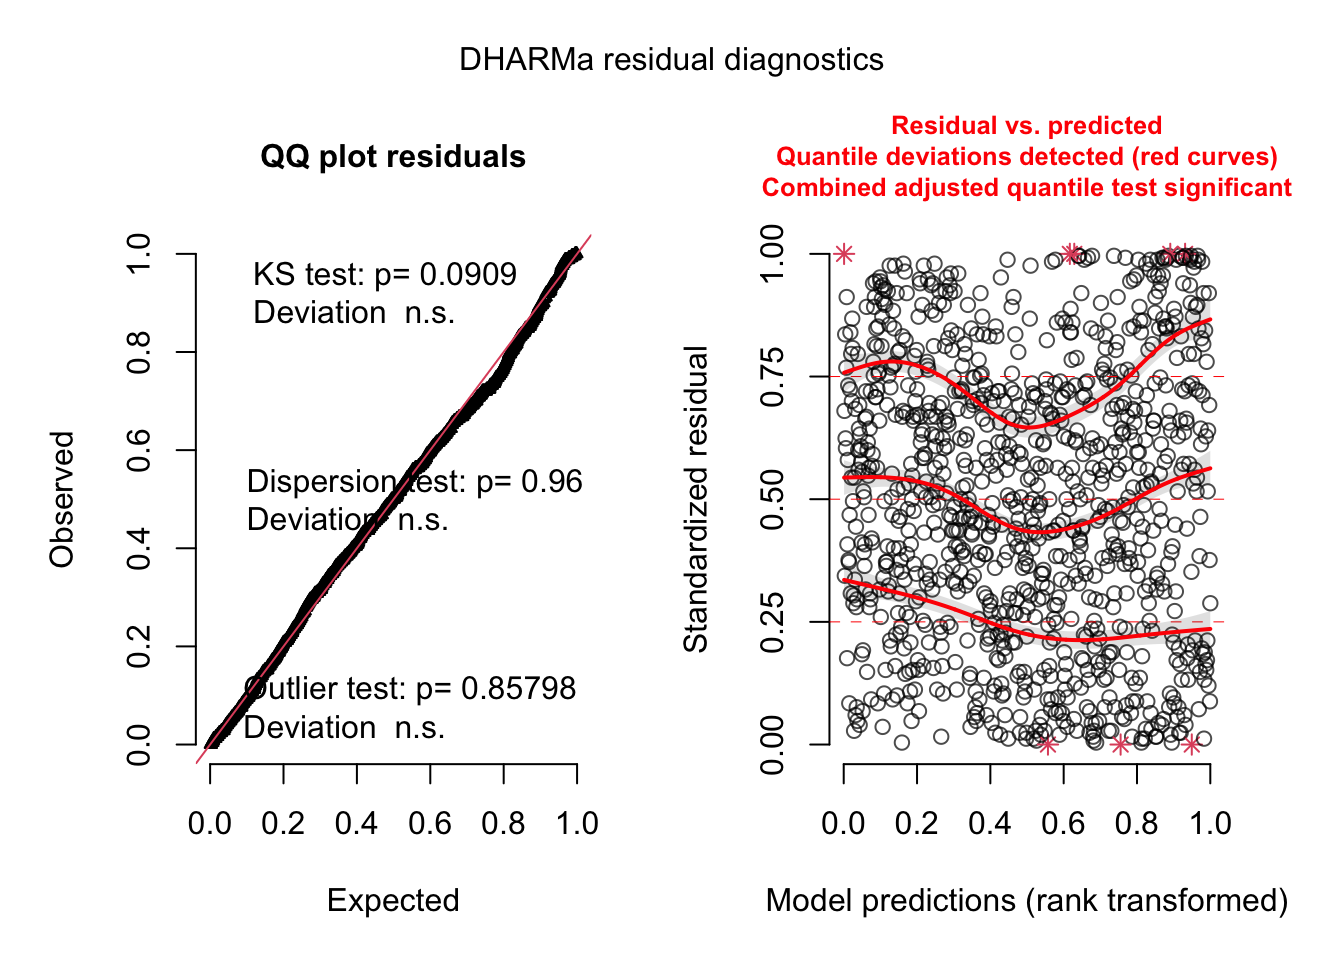 DHARMa residual diagnostics
QQ plot residuals
KS test: p= 0.0909
Deviation  n.s.
Dispersion test: p= 0.96
Deviation  n.s.
Outlier test: p= 0.85798
Deviation  n.s.
Observed
0.0 0.2 0.4 0.6 0.8 1.0
0.0 0.2 0.4 0.6 0.8 1.0
Expected
Residual vs. predicted
Quantile deviations detected (red curves)
Combined adjusted quantile test significant
Standardized residual
0.00 0.25 0.50 0.75 1.00
0.0 0.2 0.4 0.6 0.8 1.0
Model predictions (rank transformed)